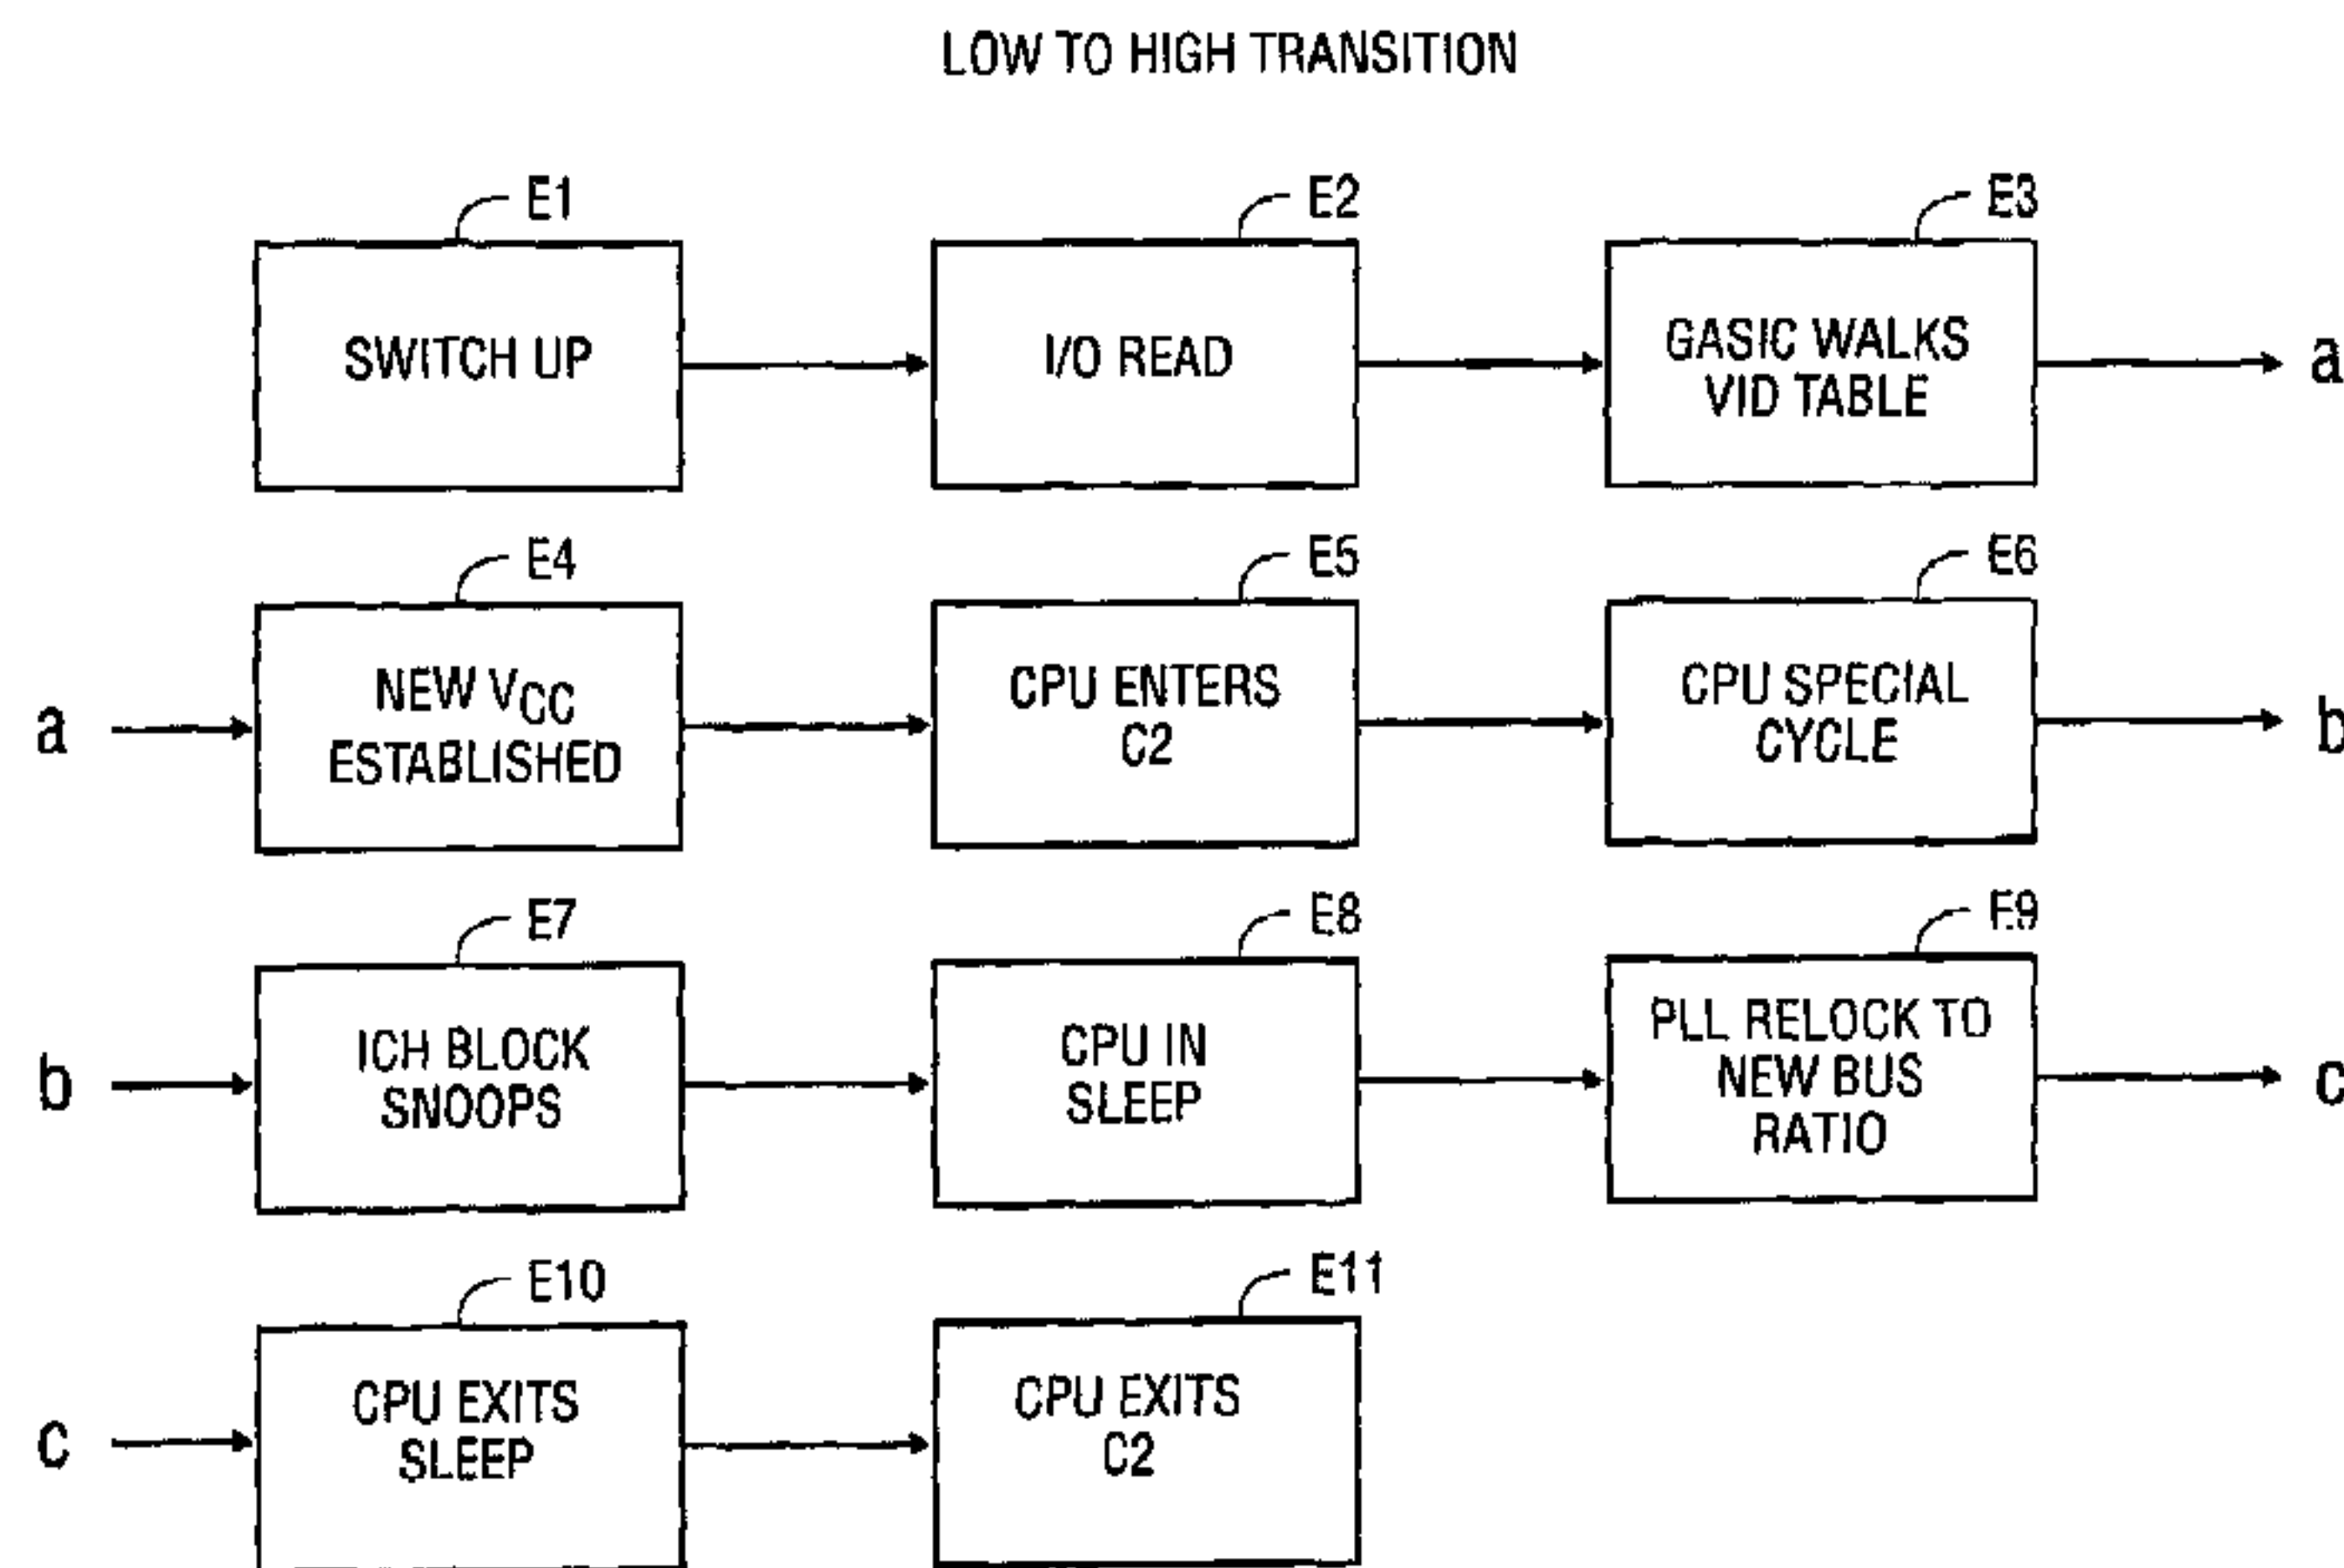 LOW TO HIGH TRANSITION
E1
E2
E3
SWITCH UP
I/O READ
GASIC WALKS
VID TABLE
a
E4
E5
E6
a
NEW VCC
ESTABLISHED
CPU ENTERS
C2
CPU SPECIAL
CYCLE
b
E7
E8
E9
b
ICH BLOCK
SNOOPS
CPU IN
SLEEP
PLL RELOCK TO
NEW BUS
RATIO
c
E10
E11
c
CPU EXITS
SLEEP
CPU EXITS
C2